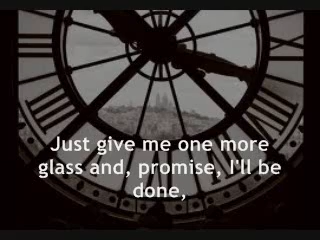 Just give me one more
glass and, promise, I'll be
done,